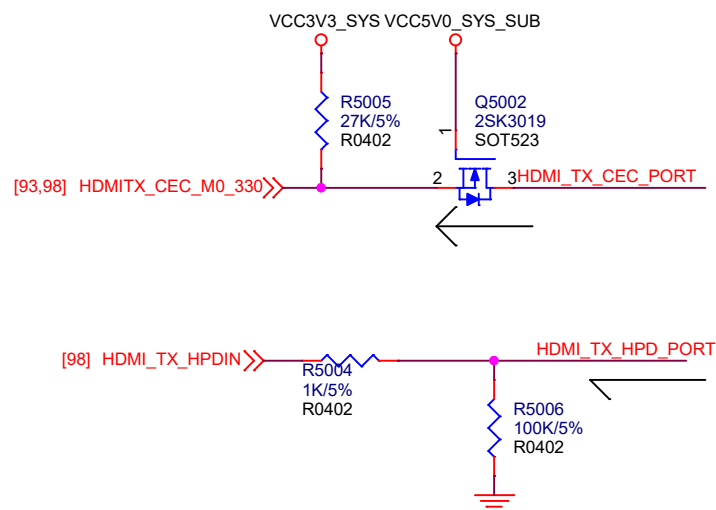 VCC3V3_SYS VCC5V0_SYS_SUB
R5005
27K/5%
R0402
Q5002
2SK3019
SOT523
1
[93,98] HDMITX_CEC_M0_330
2
3
HDMI_TX_CEC_PORT
[98] HDMI_TX_HPDIN
R5004
1K/5%
R0402
HDMI_TX_HPD_PORT
R5006
100K/5%
R0402